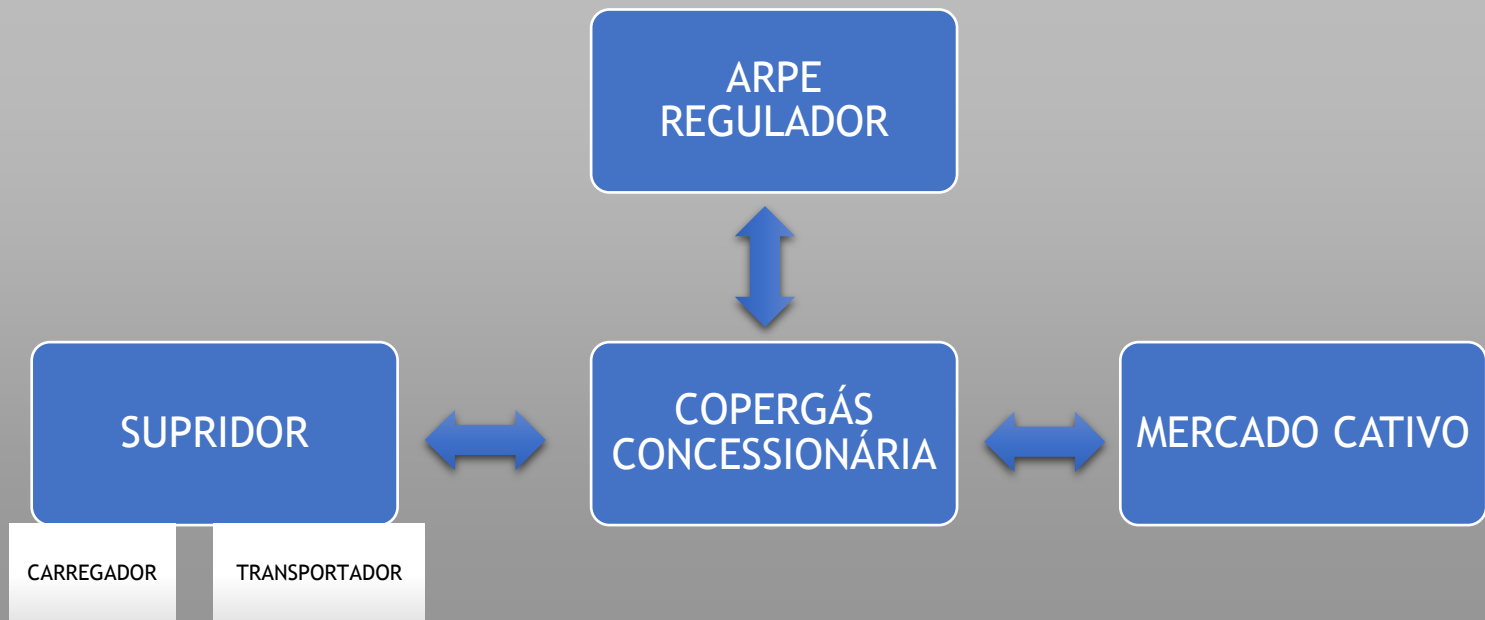 ARPE
REGULADOR
SUPRIDOR
COPERGÁS
CONCESSIONÁRIA
MERCADO CATIVO
CARREGADOR
TRANSPORTADOR